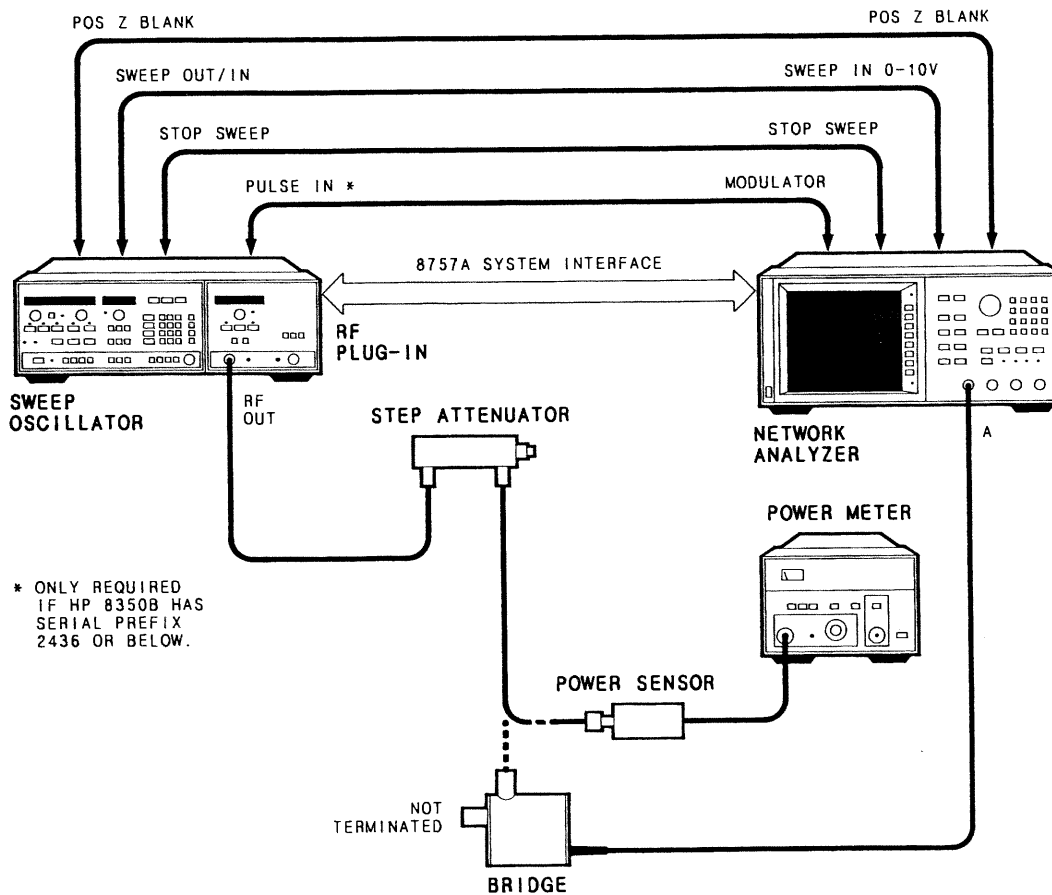 POS Z BLANK
POS Z BLANK
SWEEP OUT/IN
SWEEP IN 0-10V
STOP SWEEP
STOP SWEEP
PULSE IN *
MODULATOR
8757A SYSTEM INTERFACE
RF
PLUG-IN
SWEEP
OSCILLATOR
RF
OUT
STEP ATTENUATOR
NETWORK
ANALYZER
A
POWER METER
* ONLY REQUIRED
IF HP 8350B HAS
SERIAL PREFIX
2436 OR BELOW.
POWER SENSOR
NOT
TERMINATED
BRIDGE